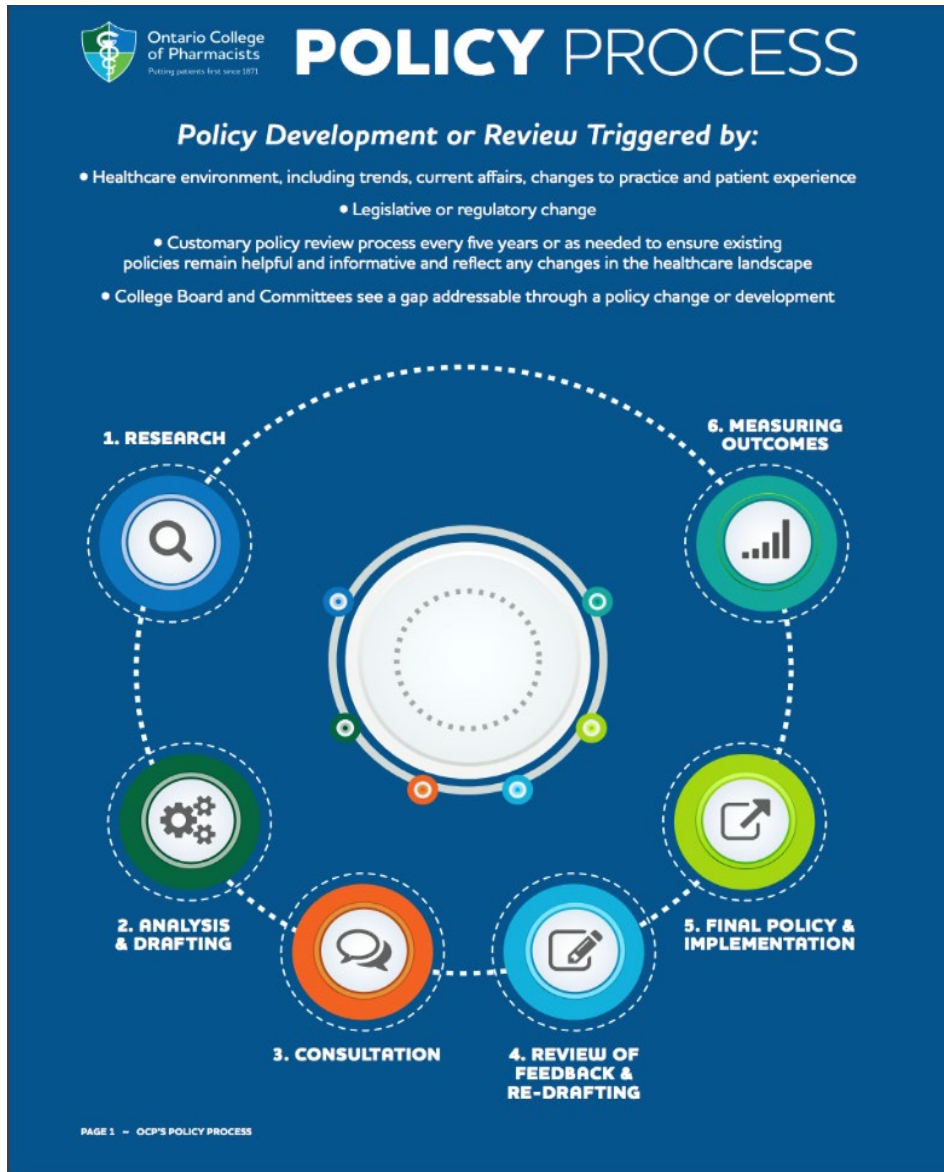 Ontario College
of Pharmacists
Putting patients first since 1871
POLICY PROCESS
Policy Development or Review Triggered by:
• Healthcare environment, including trends, current affairs, changes to practice and patient experience
• Legislative or regulatory change
• Customary policy review process every five years or as needed to ensure existing
policies remain helpful and informative and reflect any changes in the healthcare landscape
• College Board and Committees see a gap addressable through a policy change or development
1. RESEARCH
6. MEASURING
OUTCOMES
2. ANALYSIS
& DRAFTING
5. FINAL POLICY &
IMPLEMENTATION
3. CONSULTATION
4. REVIEW OF
FEEDBACK &
RE-DRAFTING
PAGE 1 – OCP'S POLICY PROCESS